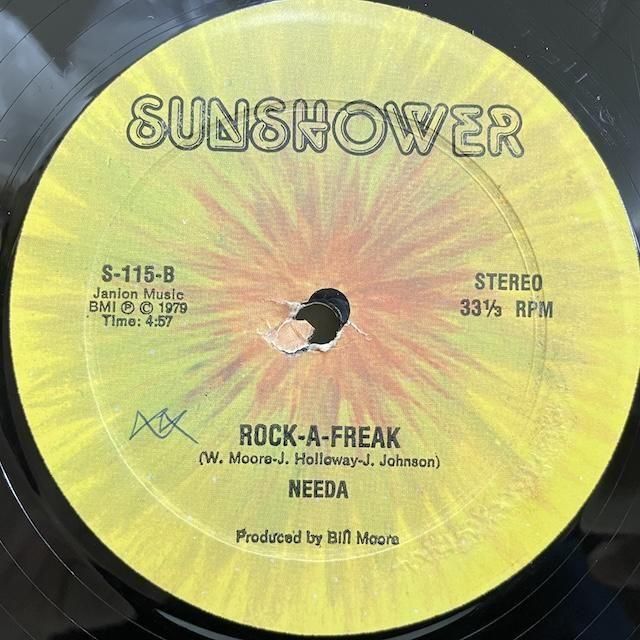 SUNSHOWER
S-115-B
Janion Music
BMI Ⓟ © 1979
Time: 4:57
STEREO
33⅓ RPM
ROCK-A-FREAK
(W. Moore-J. Holloway-J. Johnson)
NEEDA
Produced by Bill Moore